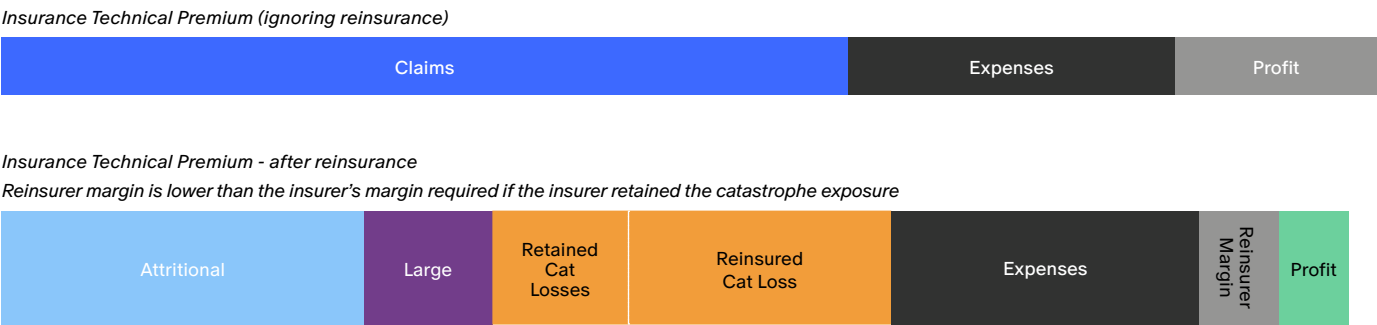 Insurance Technical Premium (ignoring reinsurance)
Claims
Expenses
Profit
Insurance Technical Premium - after reinsurance
Reinsurer margin is lower than the insurer's margin required if the insurer retained the catastrophe exposure
Attritional
Large
Retained
Cat
Losses
Reinsured
Cat Loss
Expenses
Reinsurer
Margin
Profit